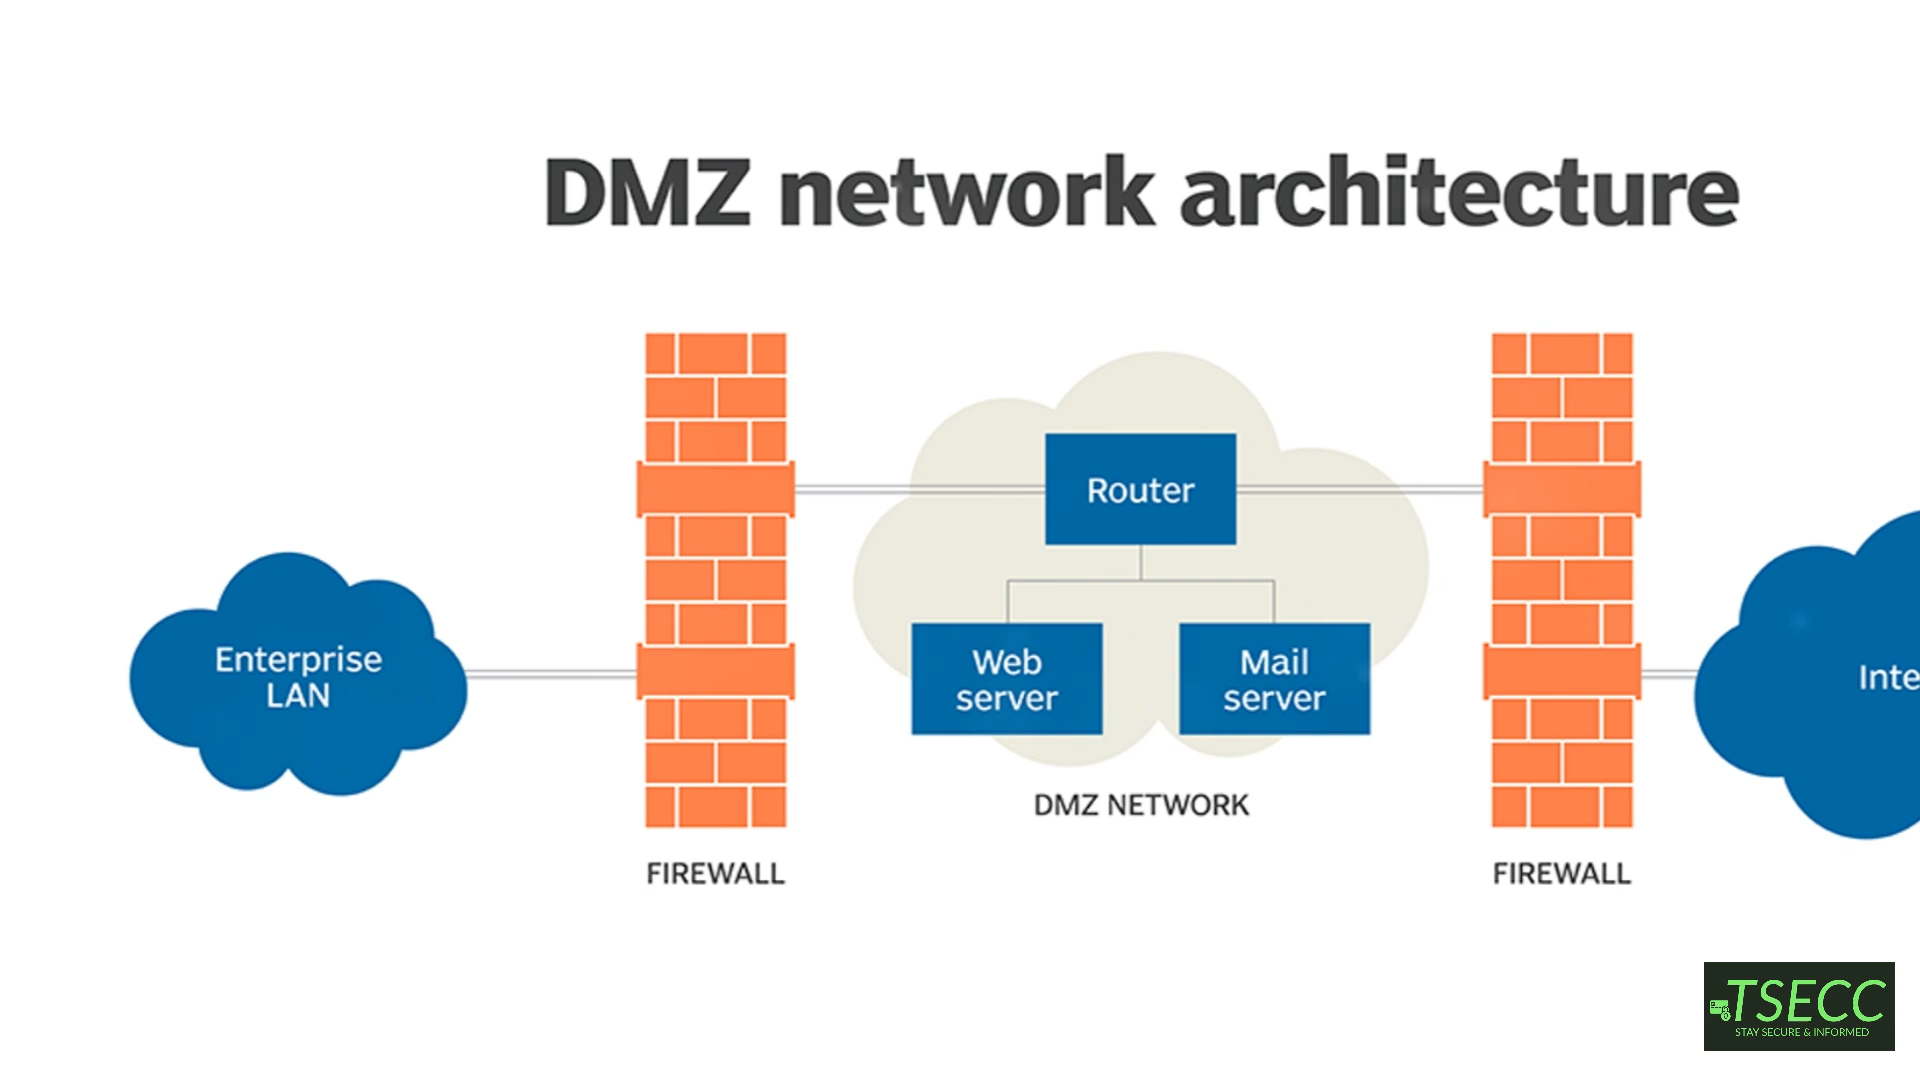 DMZ network architecture
Router
Enterprise
LAN
Web
server
Mail
server
Inte
DMZ NETWORK
FIREWALL
FIREWALL
TSECC
STAY SECURE & INFORMED